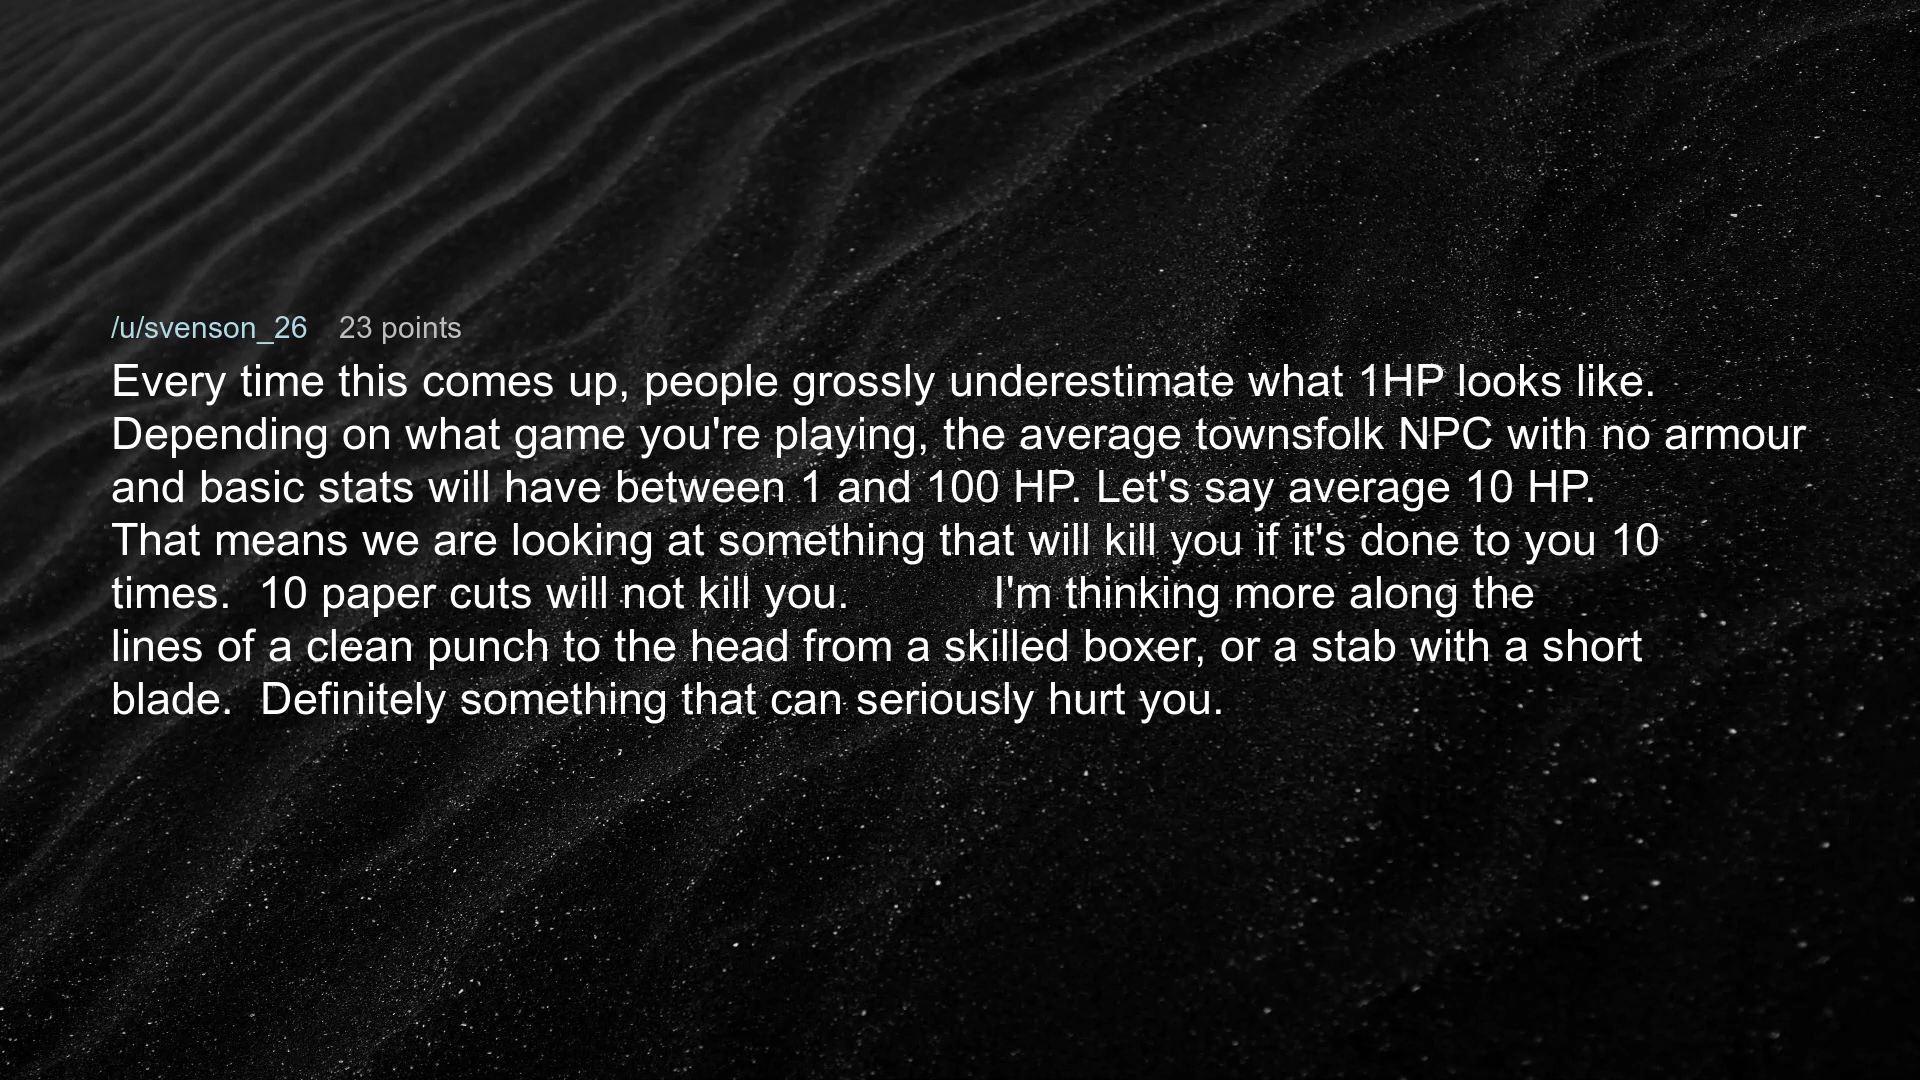 /u/svenson_26 23 points
Every time this comes up, people grossly underestimate what 1HP looks like.
Depending on what game you're playing, the average townsfolk NPC with no armour
and basic stats will have between 1 and 100 HP. Let's say average 10 HP.
That means we are looking at something that will kill you if it's done to you 10
times.  10 paper cuts will not kill you. I'm thinking more along the
lines of a clean punch to the head from a skilled boxer, or a stab with a short
blade.  Definitely something that can seriously hurt you.